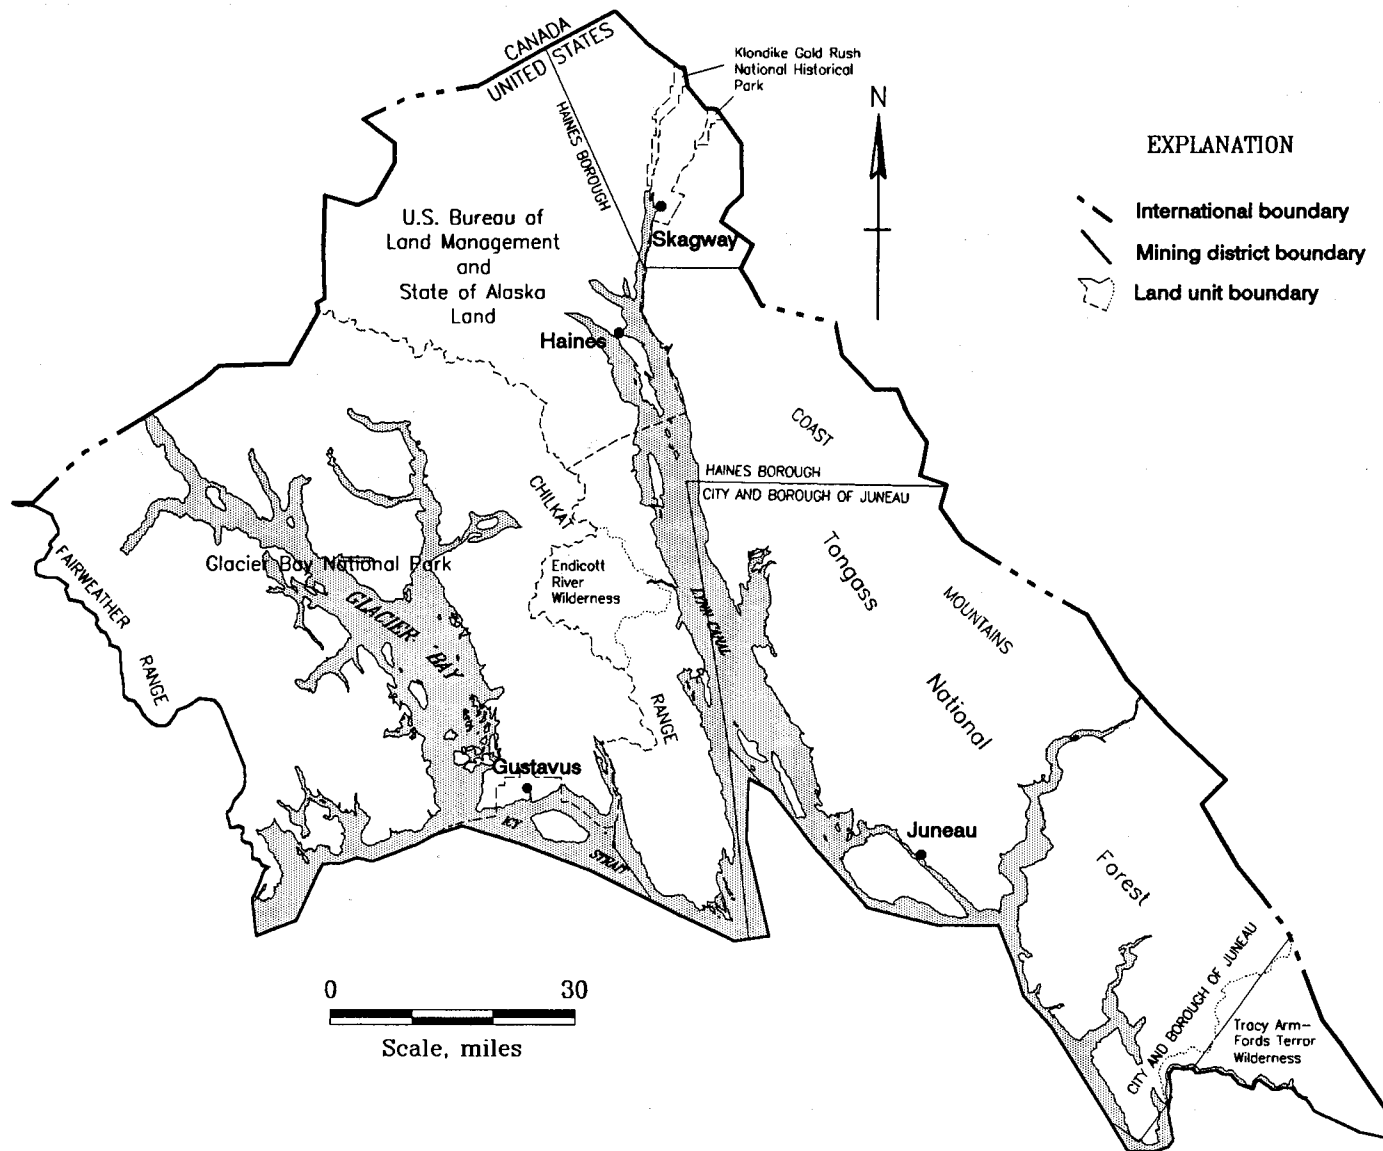 CANADA
UNITED STATES
Klondike Gold Rush
National Historical
Park
N
HAINES BOROUGH
EXPLANATION
International boundary
Mining district boundary
Land unit boundary
U.S. Bureau of
Land Management
and
State of Alaska
Land
Skagway
Haines
COAST
HAINES BOROUGH
CITY AND BOROUGH OF JUNEAU
CHILKAT
Tongass
FAIRWEATHER
Glacier Bay National Park
Endicott
River
Wilderness
GLACIER
BAY
LYNN CANAL
MOUNTAINS
RANGE
National
RANGE
Gustavus
ICY
STRAIT
Juneau
Forest
CITY AND BOROUGH OF JUNEAU
0 30
Scale, miles
Tracy Arm-
Fords Terror
Wilderness